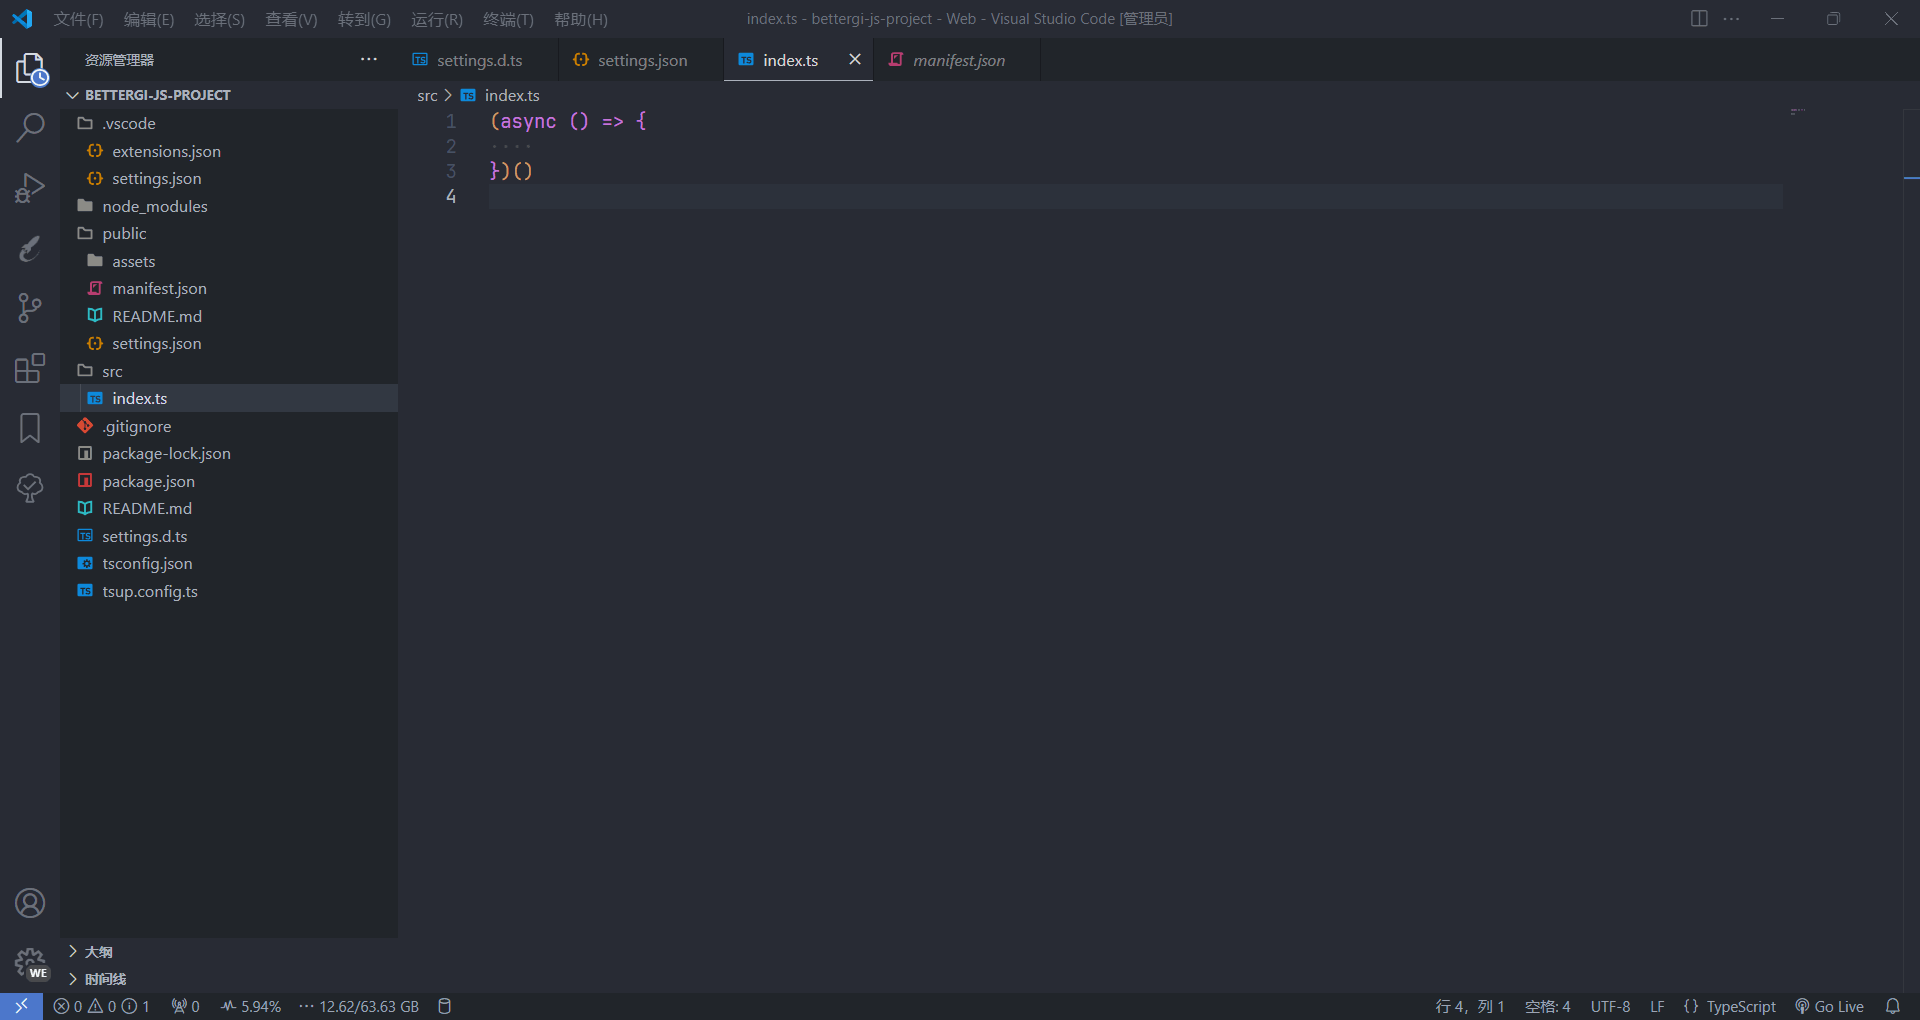 文件(F) 编辑(E) 选择(S) 查看(V) 转到(G) 运行(R) 终端(T) 帮助(H) index.ts - bettergi-js-project - Web - Visual Studio Code [管理员]
资源管理器
settings.d.ts settings.json index.ts manifest.json
BETTERGI-JS-PROJECT
.vscode
extensions.json
settings.json
node_modules
public
assets
manifest.json
README.md
settings.json
src
index.ts
.gitignore
package-lock.json
package.json
README.md
settings.d.ts
tsconfig.json
tsup.config.ts
大纲
时间线
src > index.ts
1 (async () => {
2 ····
3 })()
4
WE
0 0 1 0 5.94% 12.62/63.63 GB 行 4，列 1 空格: 4 UTF-8 LF {} TypeScript Go Live